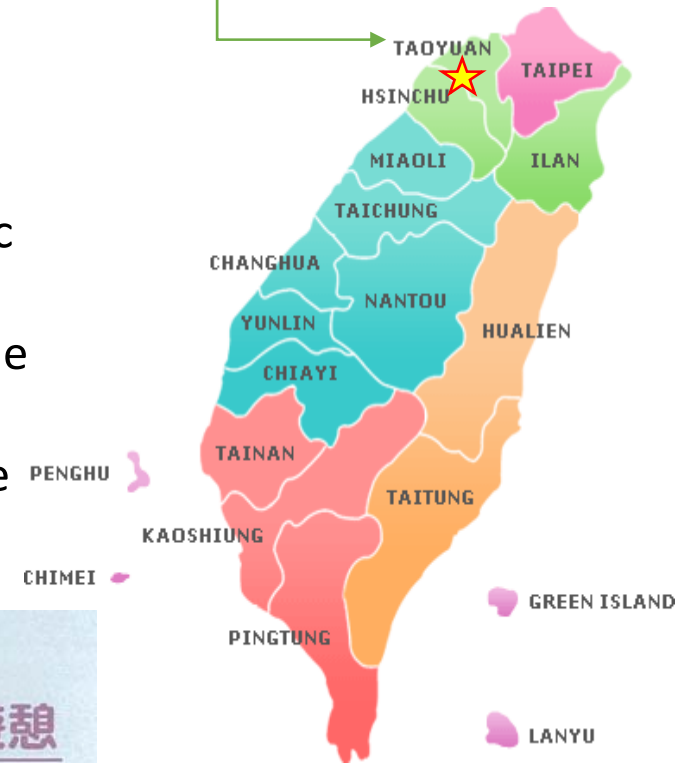 TAOYUAN
TAIPEI
HSINCHU
MIAOLI
ILAN
TAICHUNG
c
CHANGHUA
NANTOU
YUNLIN
HUALIEN
e
CHIAYI
TAINAN
e
PENGHU
TAITUNG
KAOSHIUNG
CHIMEI
GREEN ISLAND
PINGTUNG
憩
LANYU